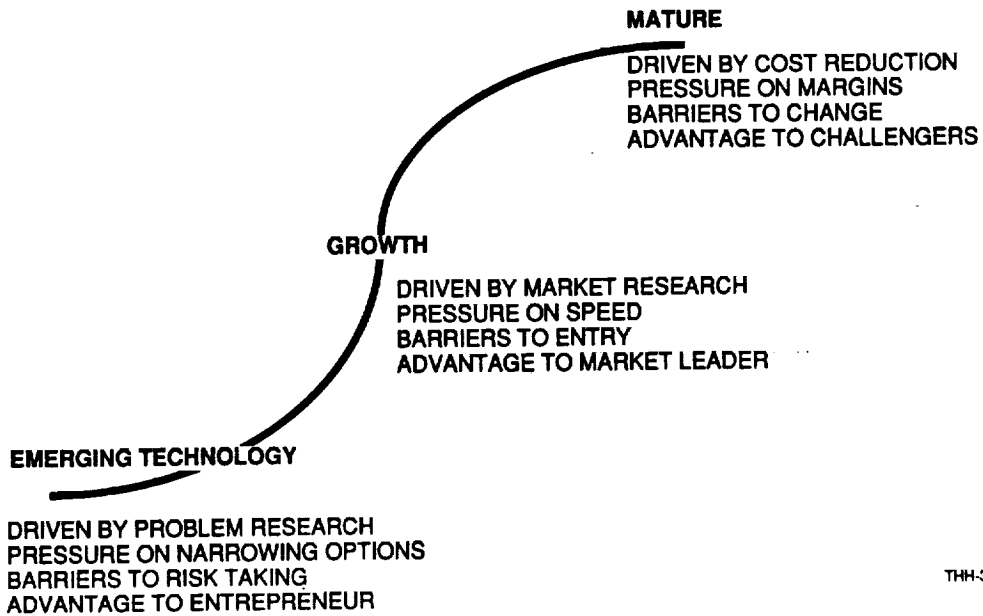 MATURE
DRIVEN BY COST REDUCTION
PRESSURE ON MARGINS
BARRIERS TO CHANGE
ADVANTAGE TO CHALLENGERS
GROWTH
DRIVEN BY MARKET RESEARCH
PRESSURE ON SPEED
BARRIERS TO ENTRY
ADVANTAGE TO MARKET LEADER
EMERGING TECHNOLOGY
DRIVEN BY PROBLEM RESEARCH
PRESSURE ON NARROWING OPTIONS
BARRIERS TO RISK TAKING
ADVANTAGE TO ENTREPRENEUR